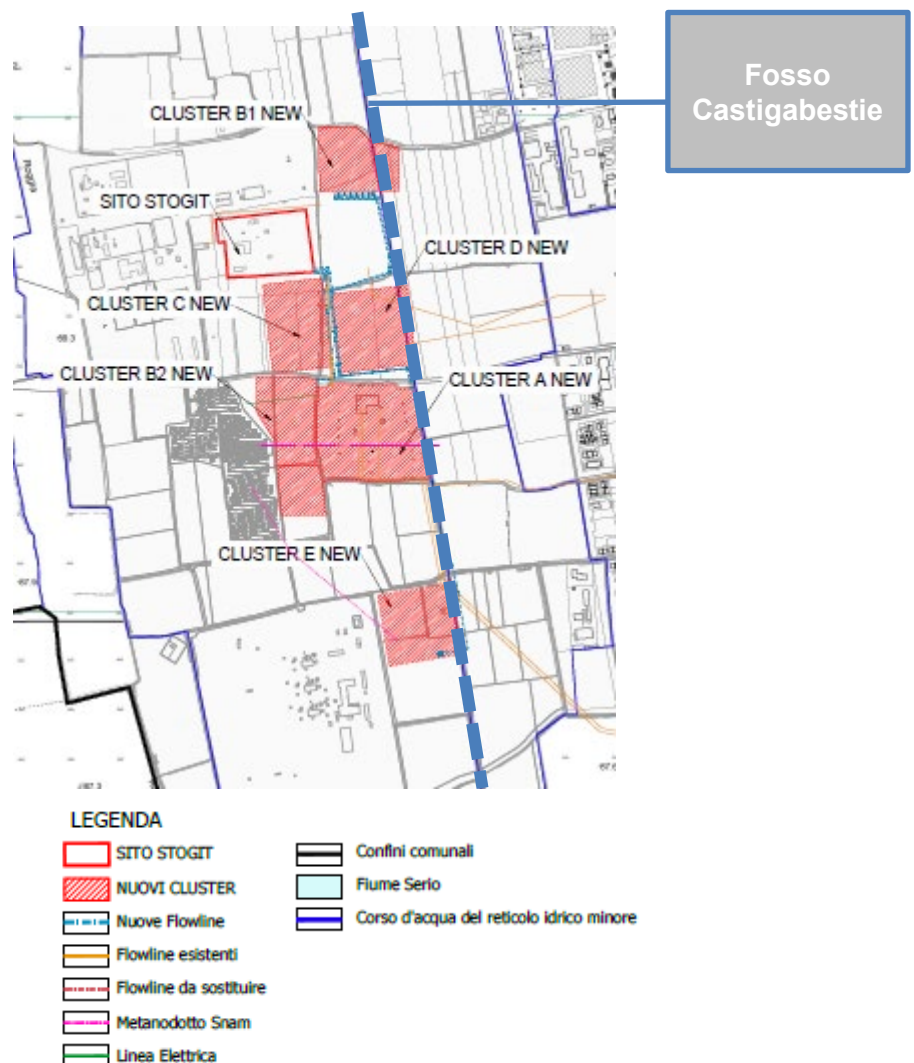 Fosso
Castigabestie
CLUSTER B1 NEW
SITO STOGIT
CLUSTER D NEW
CLUSTER C NEW
CLUSTER B2 NEW
CLUSTER A NEW
CLUSTER E NEW
LEGENDA
SITO STOGIT
NUOVI CLUSTER
Nuove Flowline
Flowline esistenti
Flowline da sostituire
Metanodotto Snam
Linea Elettrica
Confini comunali
Fiume Serio
Corso d'acqua del reticolo idrico minore